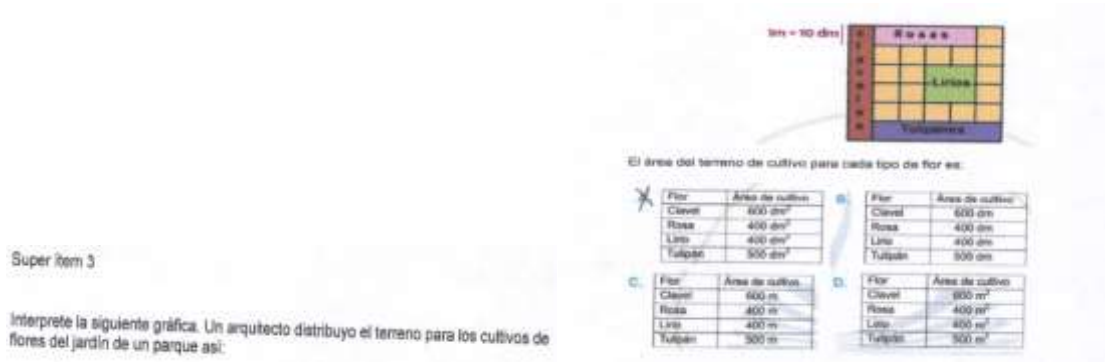 Super ítem 3
Interprete la siguiente gráfica. Un arquitecto distribuyo el terreno para los cultivos de
flores del jardín de un parque así:
1m = 10 dm
Rosas
Claveles
Lirios
Tulipanes
El área del terreno de cultivo para cada tipo de flor es:
Flor Área de cultivo
Clavel 600 dm²
Rosa 400 dm²
Lirio 400 dm²
Tulipán 500 dm²
B.
Flor Área de cultivo
Clavel 600 dm
Rosa 400 dm
Lirio 400 dm
Tulipán 500 dm
C.
Flor Área de cultivo
Clavel 600 m
Rosa 400 m
Lirio 400 m
Tulipán 500 m
D.
Flor Área de cultivo
Clavel 600 m²
Rosa 400 m²
Lirio 400 m²
Tulipán 500 m²